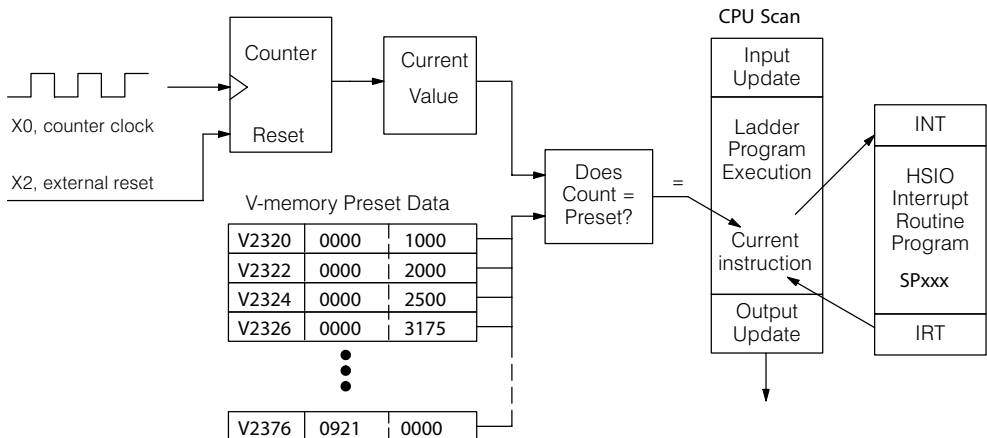 CPU Scan
Counter
Reset
X0, counter clock
X2, external reset
Current
Value
V-memory Preset Data
V2320 0000 1000
V2322 0000 2000
V2324 0000 2500
V2326 0000 3175
V2376 0921 0000
Does
Count =
Preset?
=
Input
Update
Ladder
Program
Execution
Current
instruction
Output
Update
INT
HSIO
Interrupt
Routine
Program
SPxxx
IRT